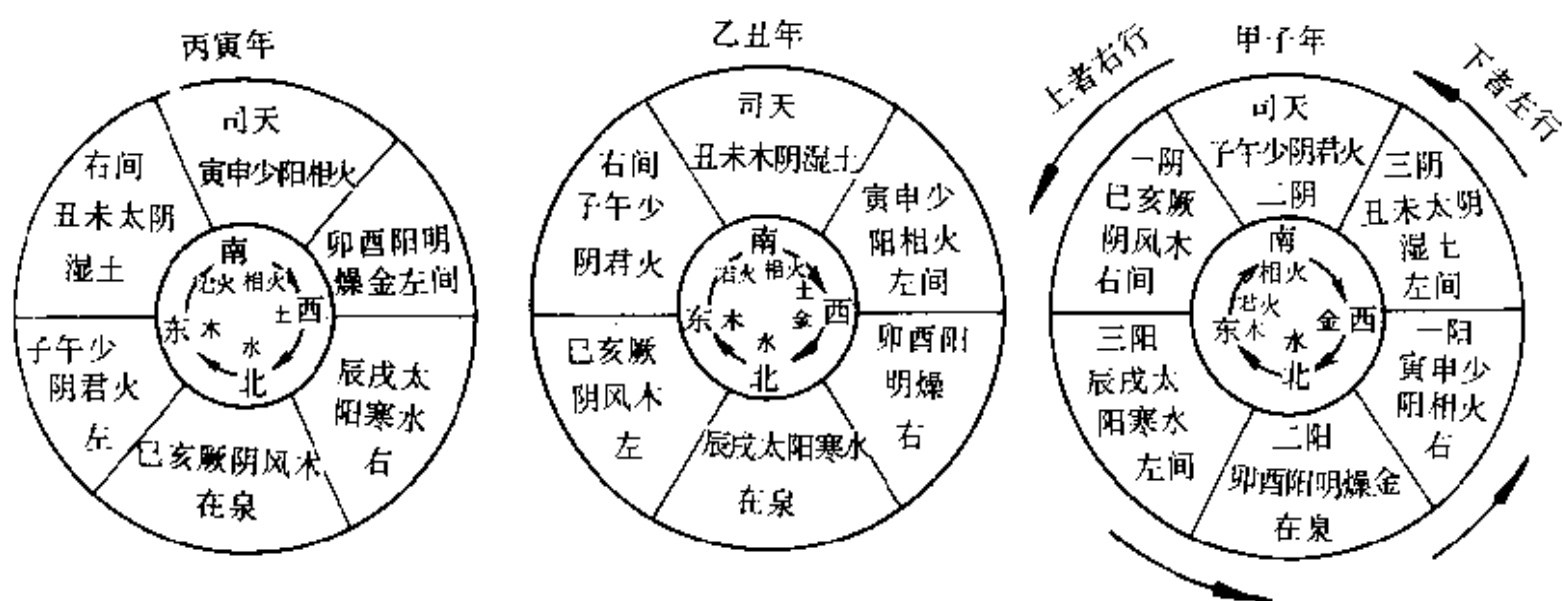 丙寅年
司天
寅申少阳相火
右间
丑未太阴
湿土
卯酉阳明
燥金左间
南
君火 相火
东
木
土
西
水
北
子午少
阴君火
左
辰戌太
阳寒水
右
巳亥厥阴风木
在泉
乙丑年
司天
丑未木阴湿土
右间
子午少
阴君火
寅申少
阳相火
左间
南
君火 相火
土
东
木
金
西
水
北
巳亥厥
阴风木
左
卯酉阳
明燥
右
辰戌太阳寒水
在泉
甲子年
上者右行
下者左行
司天
子午少阴君火
二阴
一阴
巳亥厥
阴风木
右间
三阴
丑未太阴
湿土
左间
南
相火
君火
东
木
金
西
水
北
三阳
辰戌太
阳寒水
左间
一阳
寅申少
阳相火
右
二阳
卯酉阳明燥金
在泉